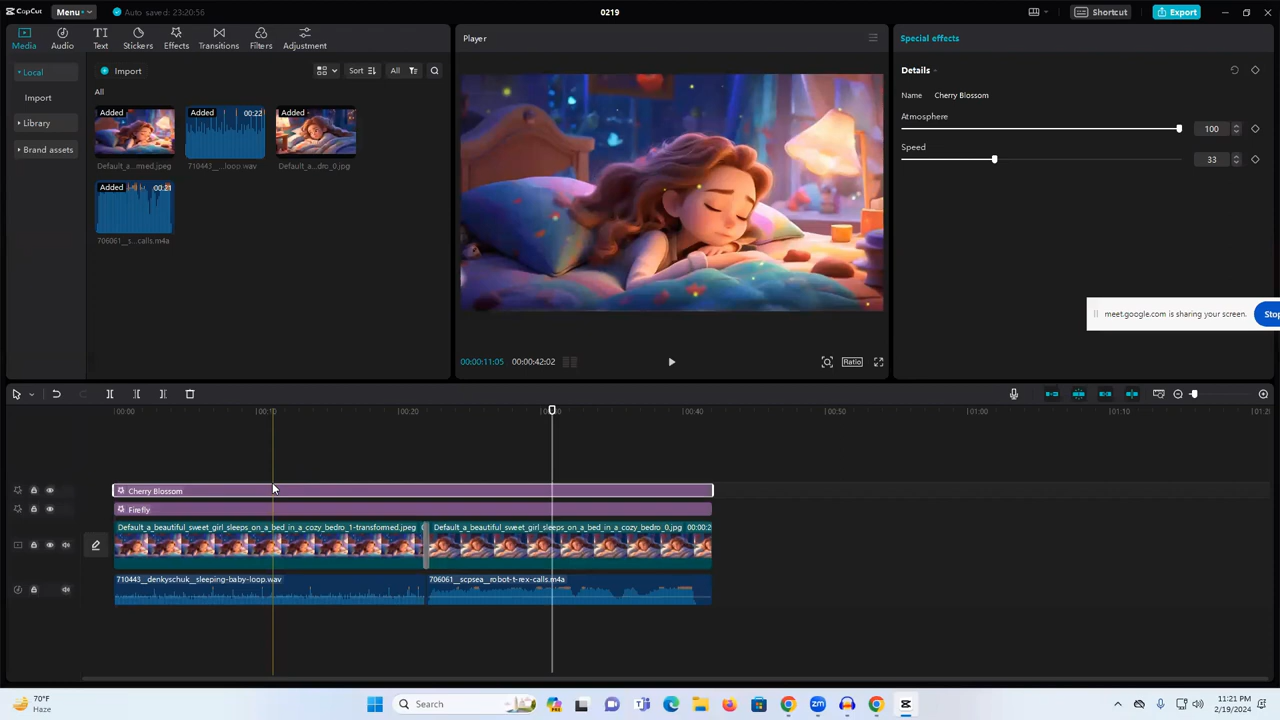 CapCut
Menu
Auto saved: 23:20:56
0219
Shortcut
Export
Media
Audio
Text
Stickers
Effects
Transitions
Filters
Adjustment
Player
Special effects
Local
Import
Library
Brand assets
Import
Sort
All
All
Added
Added 00:22
Added
Default_a...med.jpeg
710443__...loop.wav
Default_a...dro_0.jpg
Added 00:21
706061__s...calls.m4a
Details
Name Cherry Blossom
Atmosphere
100
Speed
33
meet.google.com is sharing your screen.
Stop
00:00:11:05 00:00:42:02
Ratio
00:00
00:20
00:40
00:50
01:00
01:10
Cherry Blossom
Firefly
Default_a_beautiful_sweet_girl_sleeps_on_a_bed_in_a_cozy_bedro_1-transformed.jpeg
Default_a_beautiful_sweet_girl_sleeps_on_a_bed_in_a_cozy_bedro_0.jpg 00:00:2
710443__denkyschuk__sleeping-baby-loop.wav
706061__scpsea__robot-t-rex-calls.m4a
70°F
Haze
Search
11:21 PM
2/19/2024